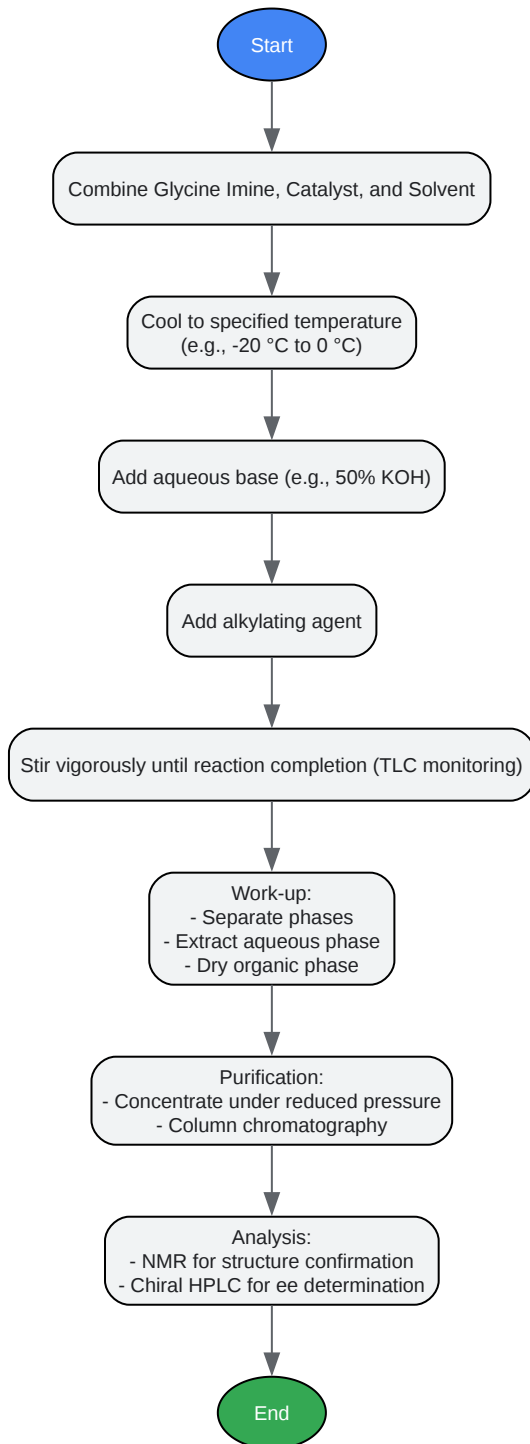 Start
Combine Glycine Imine, Catalyst, and Solvent
Cool to specified temperature
(e.g., -20 °C to 0 °C)
Add aqueous base (e.g., 50% KOH)
Add alkylating agent
Stir vigorously until reaction completion (TLC monitoring)
Work-up:
- Separate phases
- Extract aqueous phase
- Dry organic phase
Purification:
- Concentrate under reduced pressure
- Column chromatography
Analysis:
- NMR for structure confirmation
- Chiral HPLC for ee determination
End